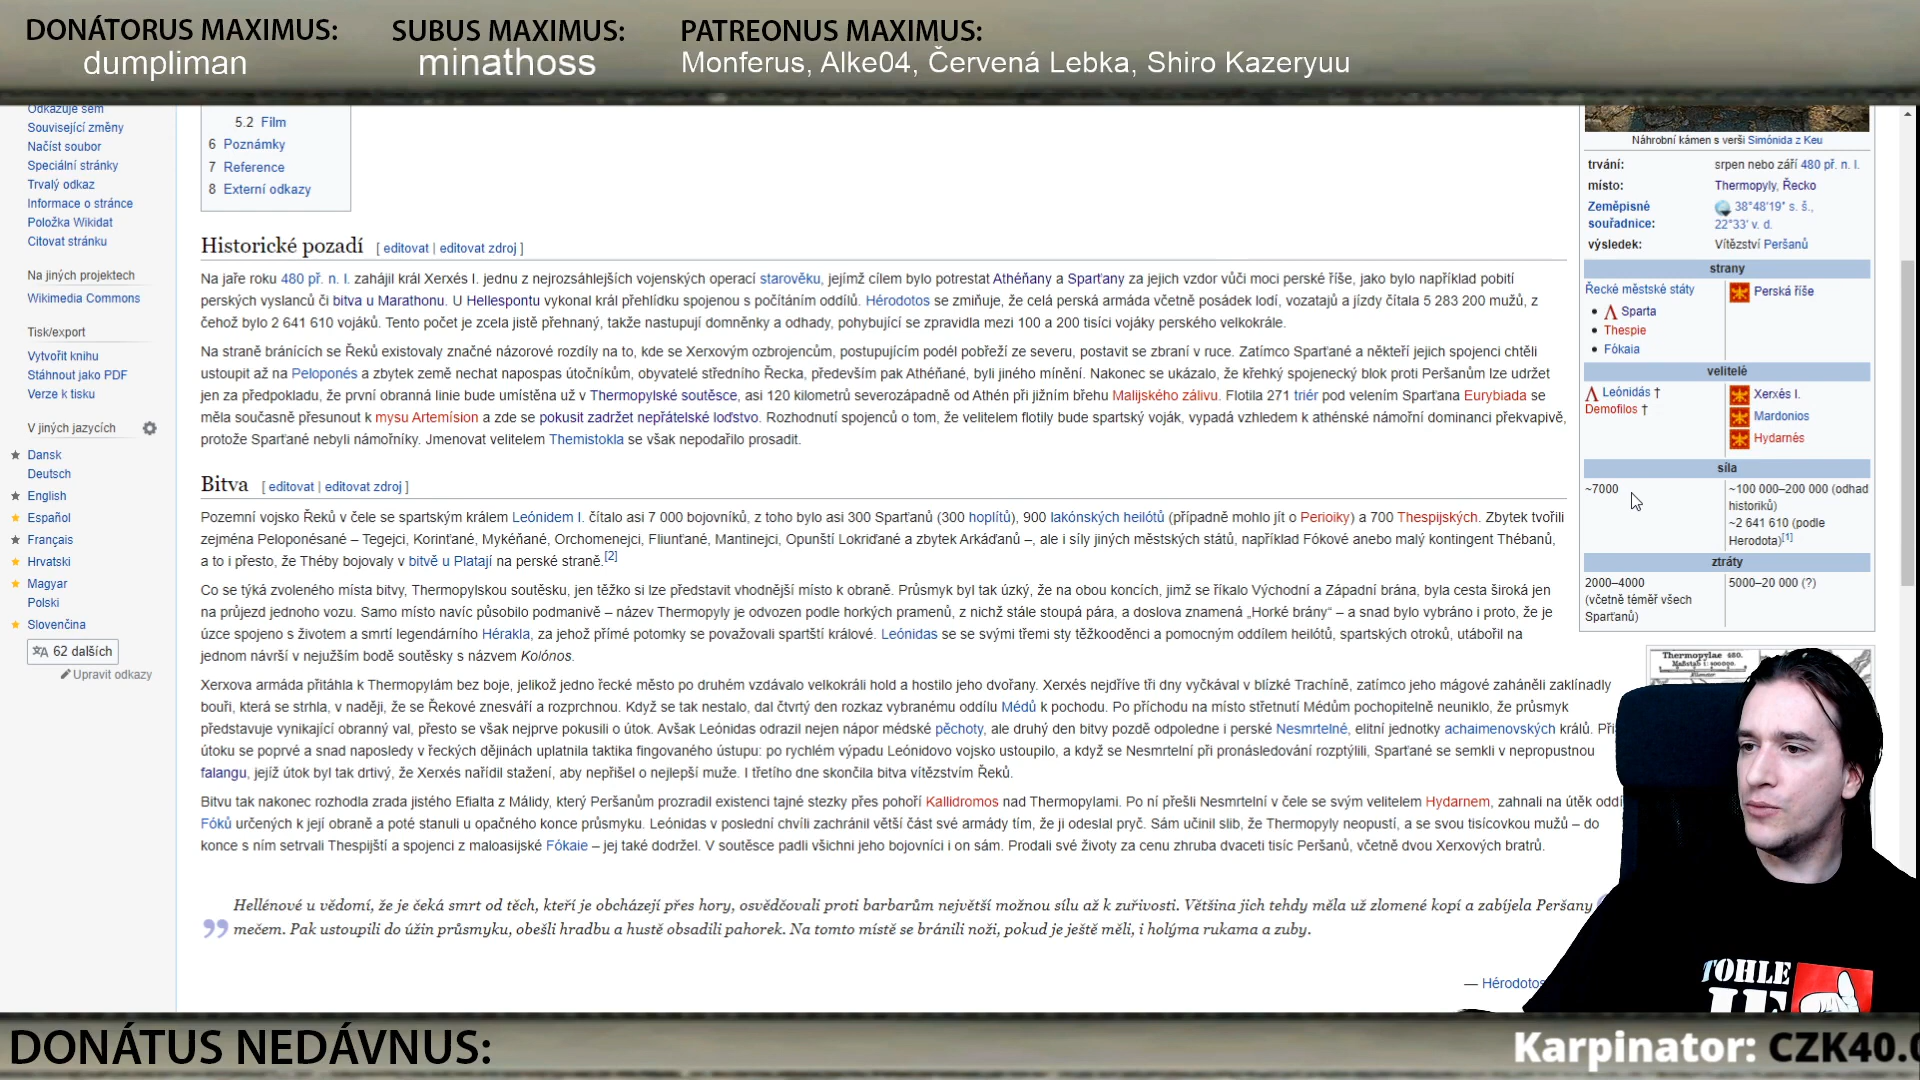 DONÁTORUS MAXIMUS:
dumpliman
SUBUS MAXIMUS:
minathoss
PATREONUS MAXIMUS:
Monferus, Alke04, Červená Lebka, Shiro Kazeryuu
Odkazuje sem
Související změny
Načíst soubor
Speciální stránky
Trvalý odkaz
Informace o stránce
Položka Wikidat
Citovat stránku
Na jiných projektech
Wikimedia Commons
Tisk/export
Vytvořit knihu
Stáhnout jako PDF
Verze k tisku
V jiných jazycích
Dansk
Deutsch
English
Español
Français
Hrvatski
Magyar
Polski
Slovenčina
62 dalších
Upravit odkazy
5.2 Film
6 Poznámky
7 Reference
8 Externí odkazy
Historické pozadí [ editovat | editovat zdroj ]
Na jaře roku 480 př. n. l. zahájil král Xerxés I. jednu z nejrozsáhlejších vojenských operací starověku, jejímž cílem bylo potrestat Athéňany a Sparťany za jejich vzdor vůči moci perské říše, jako bylo například pobití
perských vyslanců či bitva u Marathonu. U Hellespontu vykonal král přehlídku spojenou s počítáním oddílů. Hérodotos se zmiňuje, že celá perská armáda včetně posádek lodí, vozatajů a jízdy čítala 5 283 200 mužů, z
čehož bylo 2 641 610 vojáků. Tento počet je zcela jistě přehnaný, takže nastupují domněnky a odhady, pohybující se zpravidla mezi 100 a 200 tisíci vojáky perského velkokrále.
Na straně bránících se Řeků existovaly značné názorové rozdíly na to, kde se Xerxovým ozbrojencům, postupujícím podél pobřeží ze severu, postavit se zbraní v ruce. Zatímco Sparťané a někteří jejich spojenci chtěli
ustoupit až na Peloponés a zbytek země nechat napospas útočníkům, obyvatelé středního Řecka, především pak Athéňané, byli jiného mínění. Nakonec se ukázalo, že křehký spojenecký blok proti Peršanům lze udržet
jen za předpokladu, že první obranná linie bude umístěna už v Thermopylské soutěsce, asi 120 kilometrů severozápadně od Athén při jižním břehu Malijského zálivu. Flotila 271 triér pod velením Sparťana Eurybiada se
měla současně přesunout k mysu Artemísion a zde se pokusit zadržet nepřátelské loďstvo. Rozhodnutí spojenců o tom, že velitelem flotily bude spartský voják, vypadá vzhledem k athénské námořní dominanci překvapivě,
protože Sparťané nebyli námořníky. Jmenovat velitelem Themistokla se však nepodařilo prosadit.
Bitva [ editovat | editovat zdroj ]
Pozemní vojsko Řeků v čele se spartským králem Leónidem I. čítalo asi 7 000 bojovníků, z toho bylo asi 300 Sparťanů (300 hoplítů), 900 lakónských heilótů (případně mohlo jít o Perioiky) a 700 Thespijských. Zbytek tvořili
zejména Peloponésané – Tegejci, Korinťané, Mykéňané, Orchomenejci, Fliunťané, Mantinejci, Opunští Lokriďané a zbytek Arkáďanů –, ale i síly jiných městských států, například Fókové anebo malý kontingent Thébanů,
a to i přesto, že Théby bojovaly v bitvě u Platají na perské straně.[2]
Co se týká zvoleného místa bitvy, Thermopylskou soutěsku, jen těžko si lze představit vhodnější místo k obraně. Průsmyk byl tak úzký, že na obou koncích, jimž se říkalo Východní a Západní brána, byla cesta široká jen
na průjezd jednoho vozu. Samo místo navíc působilo podmanivě – název Thermopyly je odvozen podle horkých pramenů, z nichž stále stoupá pára, a doslova znamená „Horké brány“ – a snad bylo vybráno i proto, že je
úzce spojeno s životem a smrtí legendárního Hérakla, za jehož přímé potomky se považovali spartští králové. Leónidas se se svými třemi sty těžkooděnci a pomocným oddílem heilótů, spartských otroků, utábořil na
jednom návrší v nejužším bodě soutěsky s názvem Kolónos.
Xerxova armáda přitáhla k Thermopylám bez boje, jelikož jedno řecké město po druhém vzdávalo velkokráli hold a hostilo jeho dvořany. Xerxés nejdříve tři dny vyčkával v blízké Trachíně, zatímco jeho mágové zaháněli zaklínadly
bouři, která se strhla, v naději, že se Řekové znesváří a rozprchnou. Když se tak nestalo, dal čtvrtý den rozkaz vybranému oddílu Médů k pochodu. Po příchodu na místo střetnutí Médům pochopitelně neuniklo, že průsmyk
představuje vynikající obranný val, přesto se však nejprve pokusili o útok. Avšak Leónidas odrazil nejen nápor médské pěchoty, ale druhý den bitvy pozdě odpoledne i perské Nesmrtelné, elitní jednotky achaimenovských králů. Při
útoku se poprvé a snad naposledy v řeckých dějinách uplatnila taktika fingovaného ústupu: po rychlém výpadu Leónidovo vojsko ustoupilo, a když se Nesmrtelní při pronásledování rozptýlili, Sparťané se semkli v nepropustnou
falangu, jejíž útok byl tak drtivý, že Xerxés nařídil stažení, aby nepřišel o nejlepší muže. I třetího dne skončila bitva vítězstvím Řeků.
Bitvu tak nakonec rozhodla zrada jistého Efialta z Málidy, který Peršanům prozradil existenci tajné stezky přes pohoří Kallidromos nad Thermopylami. Po ní přešli Nesmrtelní v čele se svým velitelem Hydarnem, zahnali na útěk oddí
Fóků určených k její obraně a poté stanuli u opačného konce průsmyku. Leónidas v poslední chvíli zachránil větší část své armády tím, že ji odeslal pryč. Sám učinil slib, že Thermopyly neopustí, a se svou tisícovkou mužů – do
konce s ním setrvali Thespijští a spojenci z maloasijské Fókaie – jej také dodržel. V soutěsce padli všichni jeho bojovníci i on sám. Prodali své životy za cenu zhruba dvaceti tisíc Peršanů, včetně dvou Xerxových bratrů.
Hellénové u vědomí, že je čeká smrt od těch, kteří je obcházejí přes hory, osvědčovali proti barbarům největší možnou sílu až k zuřivosti. Většina jich tehdy měla už zlomené kopí a zabíjela Peršany
mečem. Pak ustoupili do úžin průsmyku, obešli hradbu a hustě obsadili pahorek. Na tomto místě se bránili noži, pokud je ještě měli, i holýma rukama a zuby.
— Hérodotos
Náhrobní kámen s verši Simónida z Keu
trvání: srpen nebo září 480 př. n. l.
místo: Thermopyly, Řecko
Zeměpisné souřadnice: 38°48′19″ s. š.,
22°33′ v. d.
výsledek: Vítězství Peršanů
strany
Řecké městské státy
Sparta
Thespie
Fókaia
Perská říše
velitelé
Leónidás †
Demofilos †
Xerxés I.
Mardonios
Hydarnés
síla
~7000
~100 000–200 000 (odhad
historiků)
~2 641 610 (podle
Herodota)[1]
ztráty
2000–4000
(včetně téměř všech
Sparťanů)
5000–20 000 (?)
Thermopylae 480.
TOHLE
JE
DONÁTUS NEDÁVNUS:
Karpinator: CZK40.0